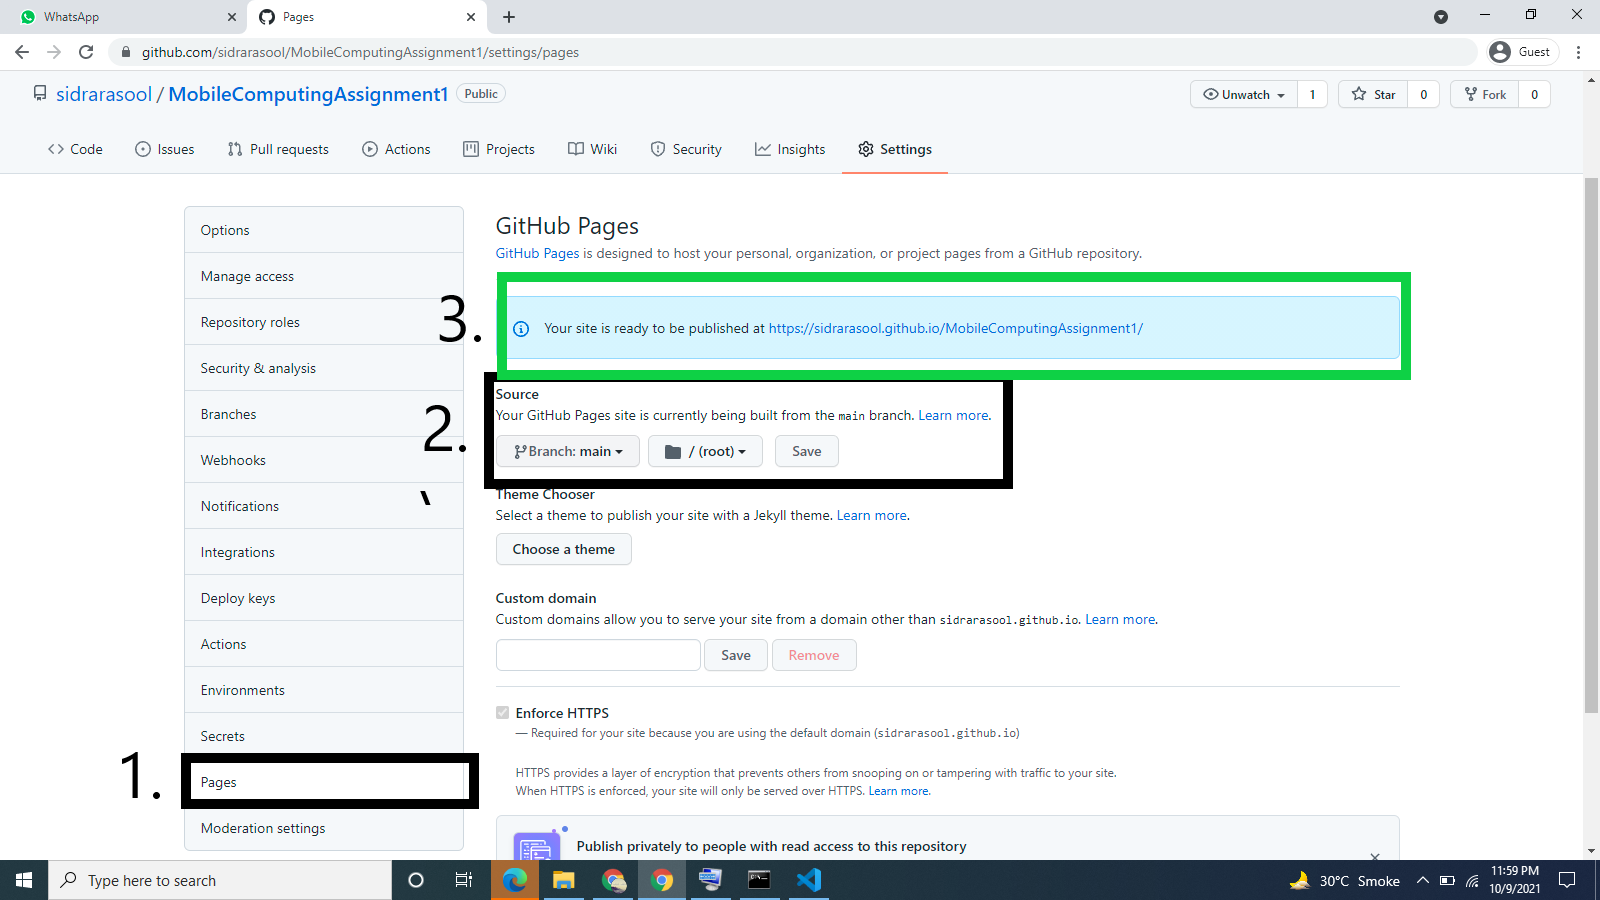 WhatsApp
Pages
github.com/sidrarasool/MobileComputingAssignment1/settings/pages
Guest
sidrarasool / MobileComputingAssignment1 Public
Unwatch 1
Star 0
Fork 0
Code
Issues
Pull requests
Actions
Projects
Wiki
Security
Insights
Settings
Options
Manage access
Repository roles
Security & analysis
Branches
Webhooks
Notifications
Integrations
Deploy keys
Actions
Environments
Secrets
1.
Pages
Moderation settings
GitHub Pages
GitHub Pages is designed to host your personal, organization, or project pages from a GitHub repository.
3.
Your site is ready to be published at https://sidrarasool.github.io/MobileComputingAssignment1/
2.
Source
Your GitHub Pages site is currently being built from the main branch. Learn more.
Branch: main
/ (root)
Save
`
Theme Chooser
Select a theme to publish your site with a Jekyll theme. Learn more.
Choose a theme
Custom domain
Custom domains allow you to serve your site from a domain other than sidrarasool.github.io. Learn more.
Save
Remove
Enforce HTTPS
— Required for your site because you are using the default domain (sidrarasool.github.io)
HTTPS provides a layer of encryption that prevents others from snooping on or tampering with traffic to your site.
When HTTPS is enforced, your site will only be served over HTTPS. Learn more.
Publish privately to people with read access to this repository
Type here to search
30°C Smoke
11:59 PM
10/9/2021